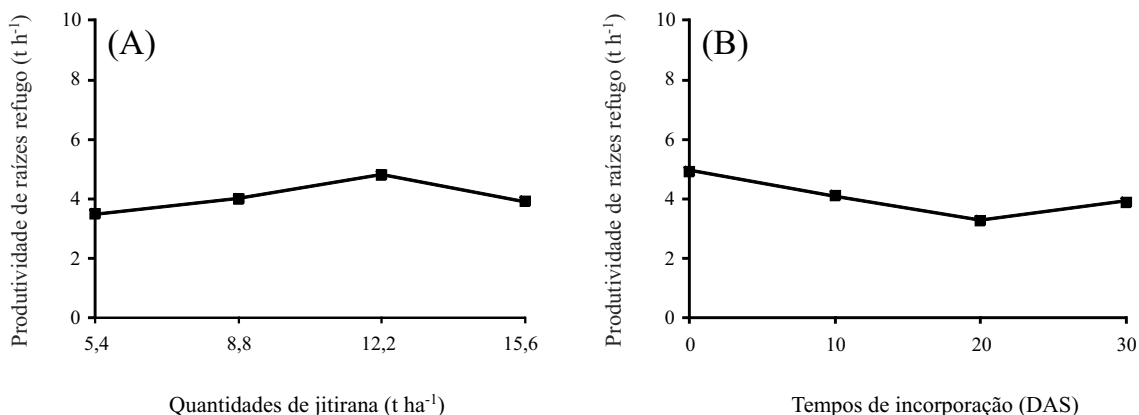 Produtividade de raízes refugo (t h⁻¹)
10
8
6
4
2
0
(A)
5,4 8,8 12,2 15,6
Quantidades de jitirana (t ha⁻¹)
Produtividade de raízes refugo (t h⁻¹)
10
8
6
4
2
0
(B)
0 10 20 30
Tempos de incorporação (DAS)